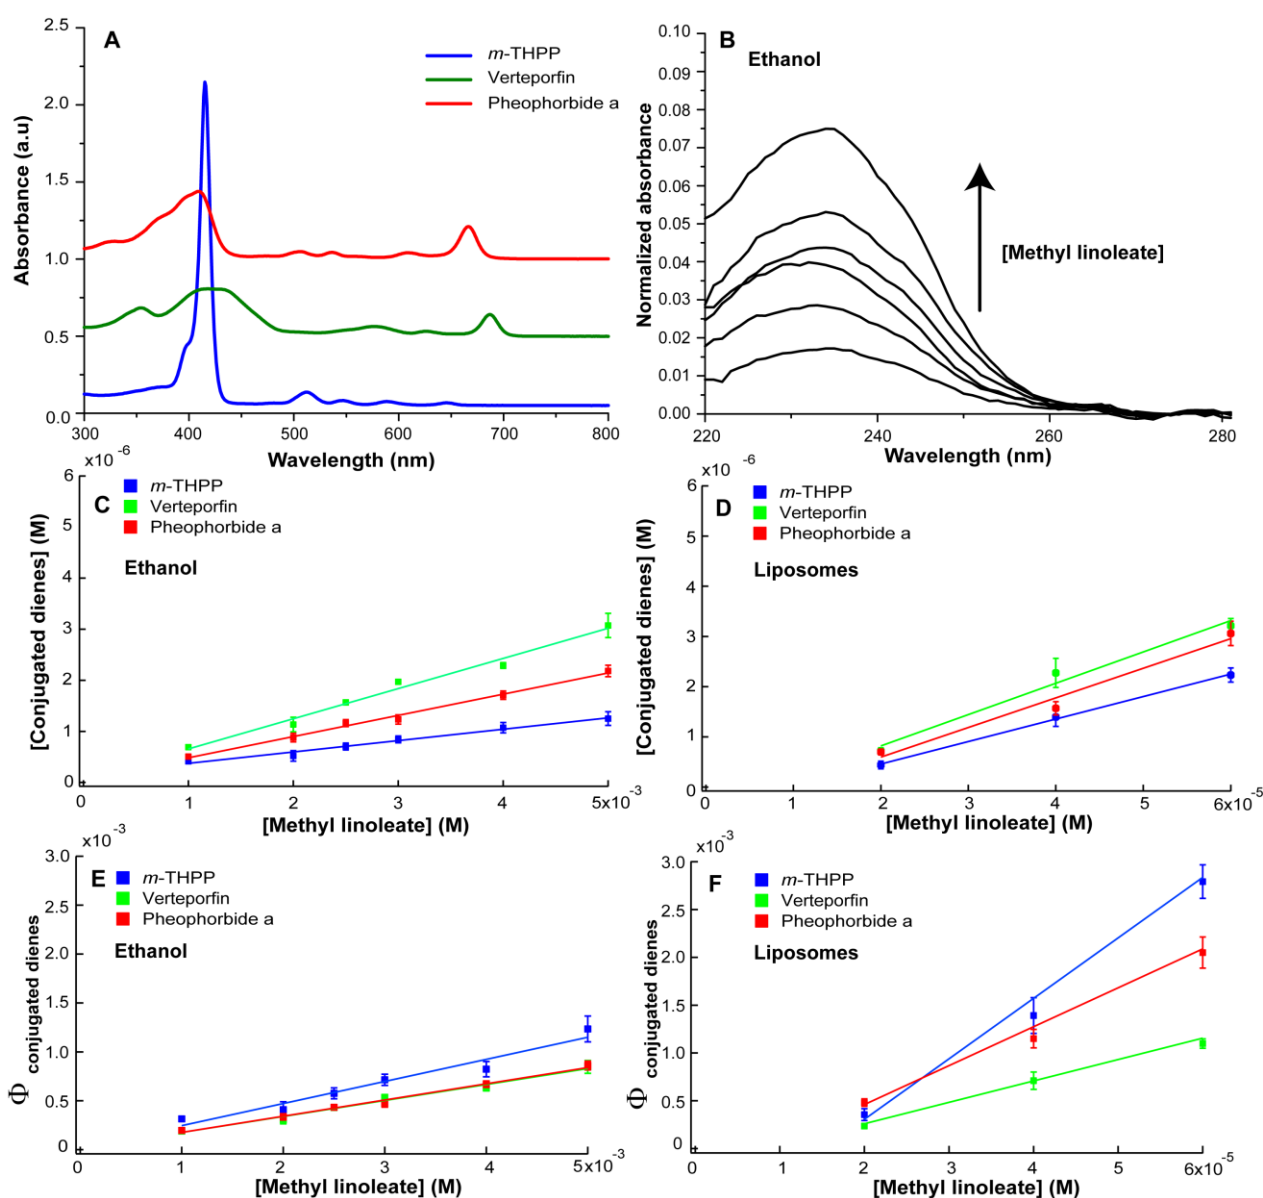 A
m-THPP
Verteporfin
Pheophorbide a
Absorbance (a.u)
2.5
2.0
1.5
1.0
0.5
0.0
300 400 500 600 700 800
Wavelength (nm)
B
Ethanol
[Methyl linoleate]
Normalized absorbance
0.10
0.09
0.08
0.07
0.06
0.05
0.04
0.03
0.02
0.01
0.00
220 240 260 280
Wavelength (nm)
x10 -6
C
m-THPP
Verteporfin
Pheophorbide a
Ethanol
[Conjugated dienes] (M)
6
5
4
3
2
1
0
0 1 2 3 4 5x10 -3
[Methyl linoleate] (M)
x10 -6
D
m-THPP
Verteporfin
Pheophorbide a
Liposomes
[Conjugated dienes] (M)
6
5
4
3
2
1
0
0 1 2 3 4 5 6x10 -5
[Methyl linoleate] (M)
x10 -3
E
m-THPP
Verteporfin
Pheophorbide a
Ethanol
Φ conjugated dienes
3.0
2.5
2.0
1.5
1.0
0.5
0
0 1 2 3 4 5x10 -3
[Methyl linoleate] (M)
x10 -3
F
m-THPP
Verteporfin
Pheophorbide a
Liposomes
Φ conjugated dienes
3.0
2.5
2.0
1.5
1.0
0.5
0
0 1 2 3 4 5 6x10 -5
[Methyl linoleate] (M)